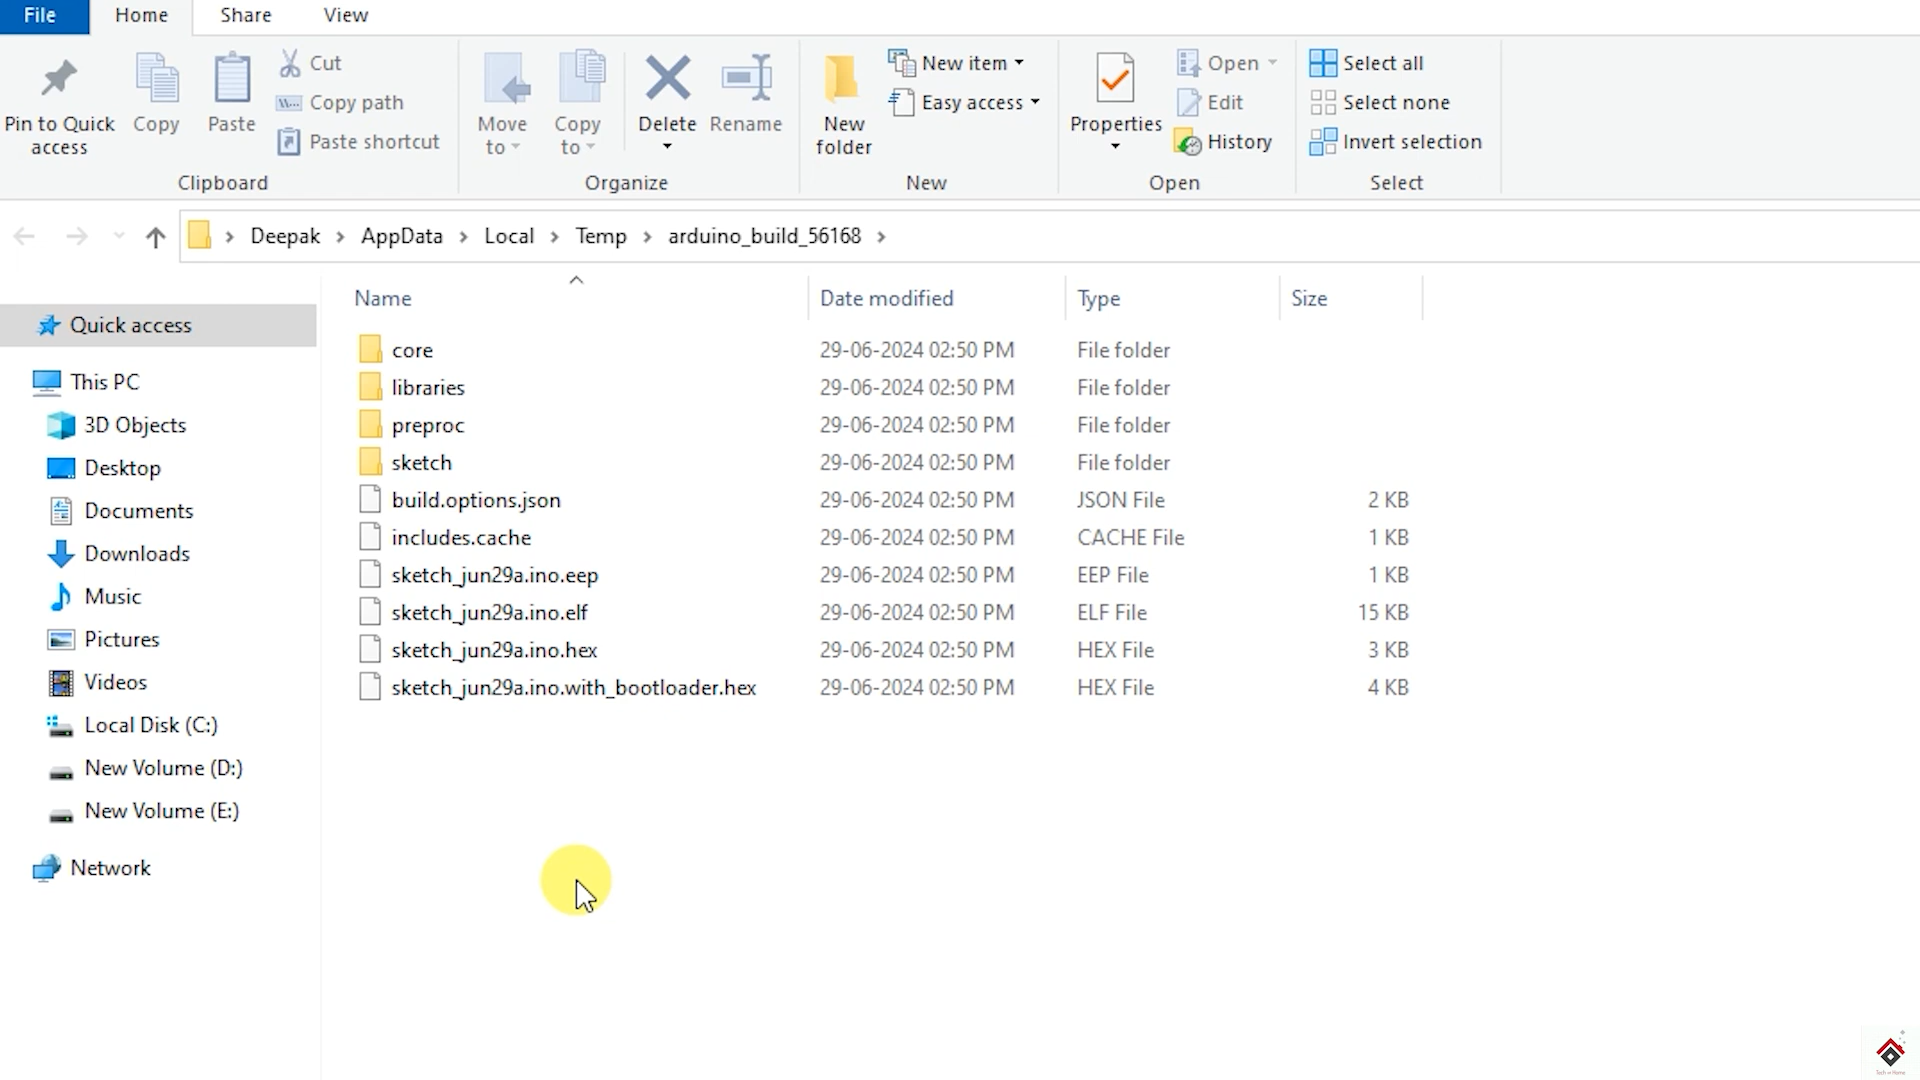 File Home Share View
Pin to Quick access
Copy
Paste
Cut
Copy path
Paste shortcut
Clipboard
Move to
Copy to
Delete
Rename
Organize
New folder
New item
Easy access
New
Properties
Open
Edit
History
Open
Select all
Select none
Invert selection
Select
Deepak > AppData > Local > Temp > arduino_build_56168 >
Quick access
This PC
3D Objects
Desktop
Documents
Downloads
Music
Pictures
Videos
Local Disk (C:)
New Volume (D:)
New Volume (E:)
Network
Name Date modified Type Size
core 29-06-2024 02:50 PM File folder
libraries 29-06-2024 02:50 PM File folder
preproc 29-06-2024 02:50 PM File folder
sketch 29-06-2024 02:50 PM File folder
build.options.json 29-06-2024 02:50 PM JSON File 2 KB
includes.cache 29-06-2024 02:50 PM CACHE File 1 KB
sketch_jun29a.ino.eep 29-06-2024 02:50 PM EEP File 1 KB
sketch_jun29a.ino.elf 29-06-2024 02:50 PM ELF File 15 KB
sketch_jun29a.ino.hex 29-06-2024 02:50 PM HEX File 3 KB
sketch_jun29a.ino.with_bootloader.hex 29-06-2024 02:50 PM HEX File 4 KB